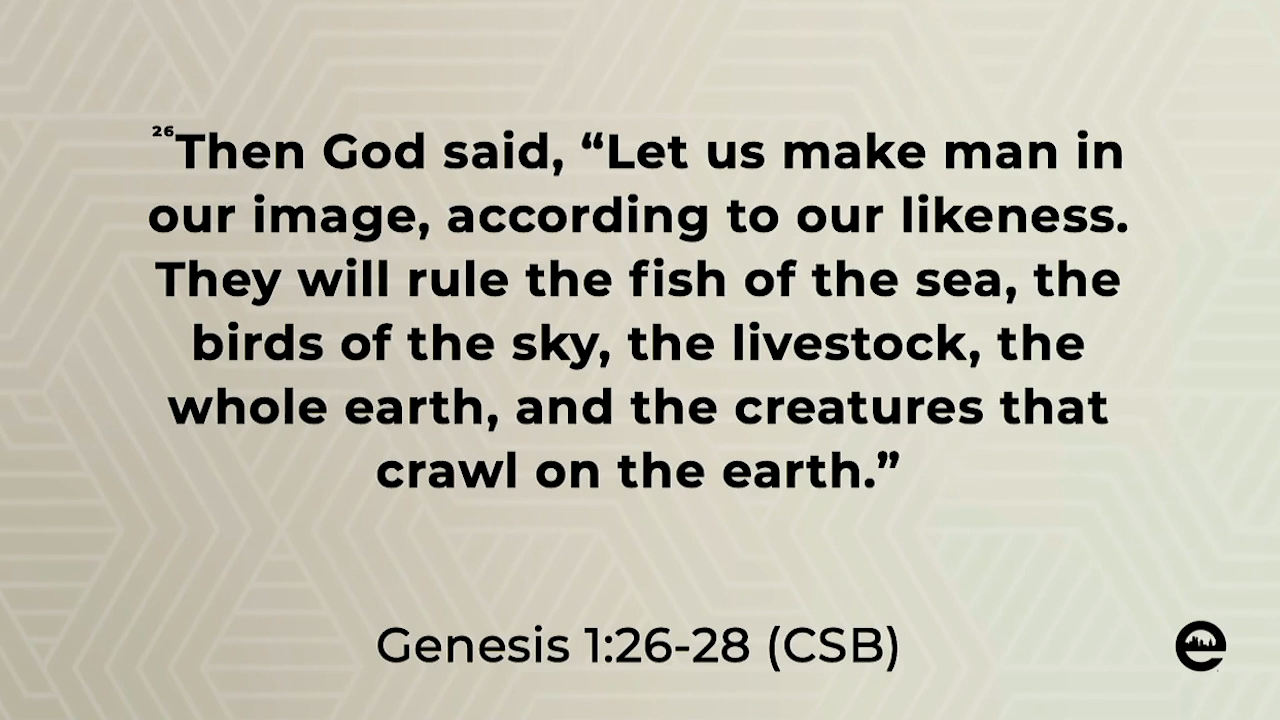 26Then God said, “Let us make man in
our image, according to our likeness.
They will rule the fish of the sea, the
birds of the sky, the livestock, the
whole earth, and the creatures that
crawl on the earth.”
Genesis 1:26-28 (CSB)
e